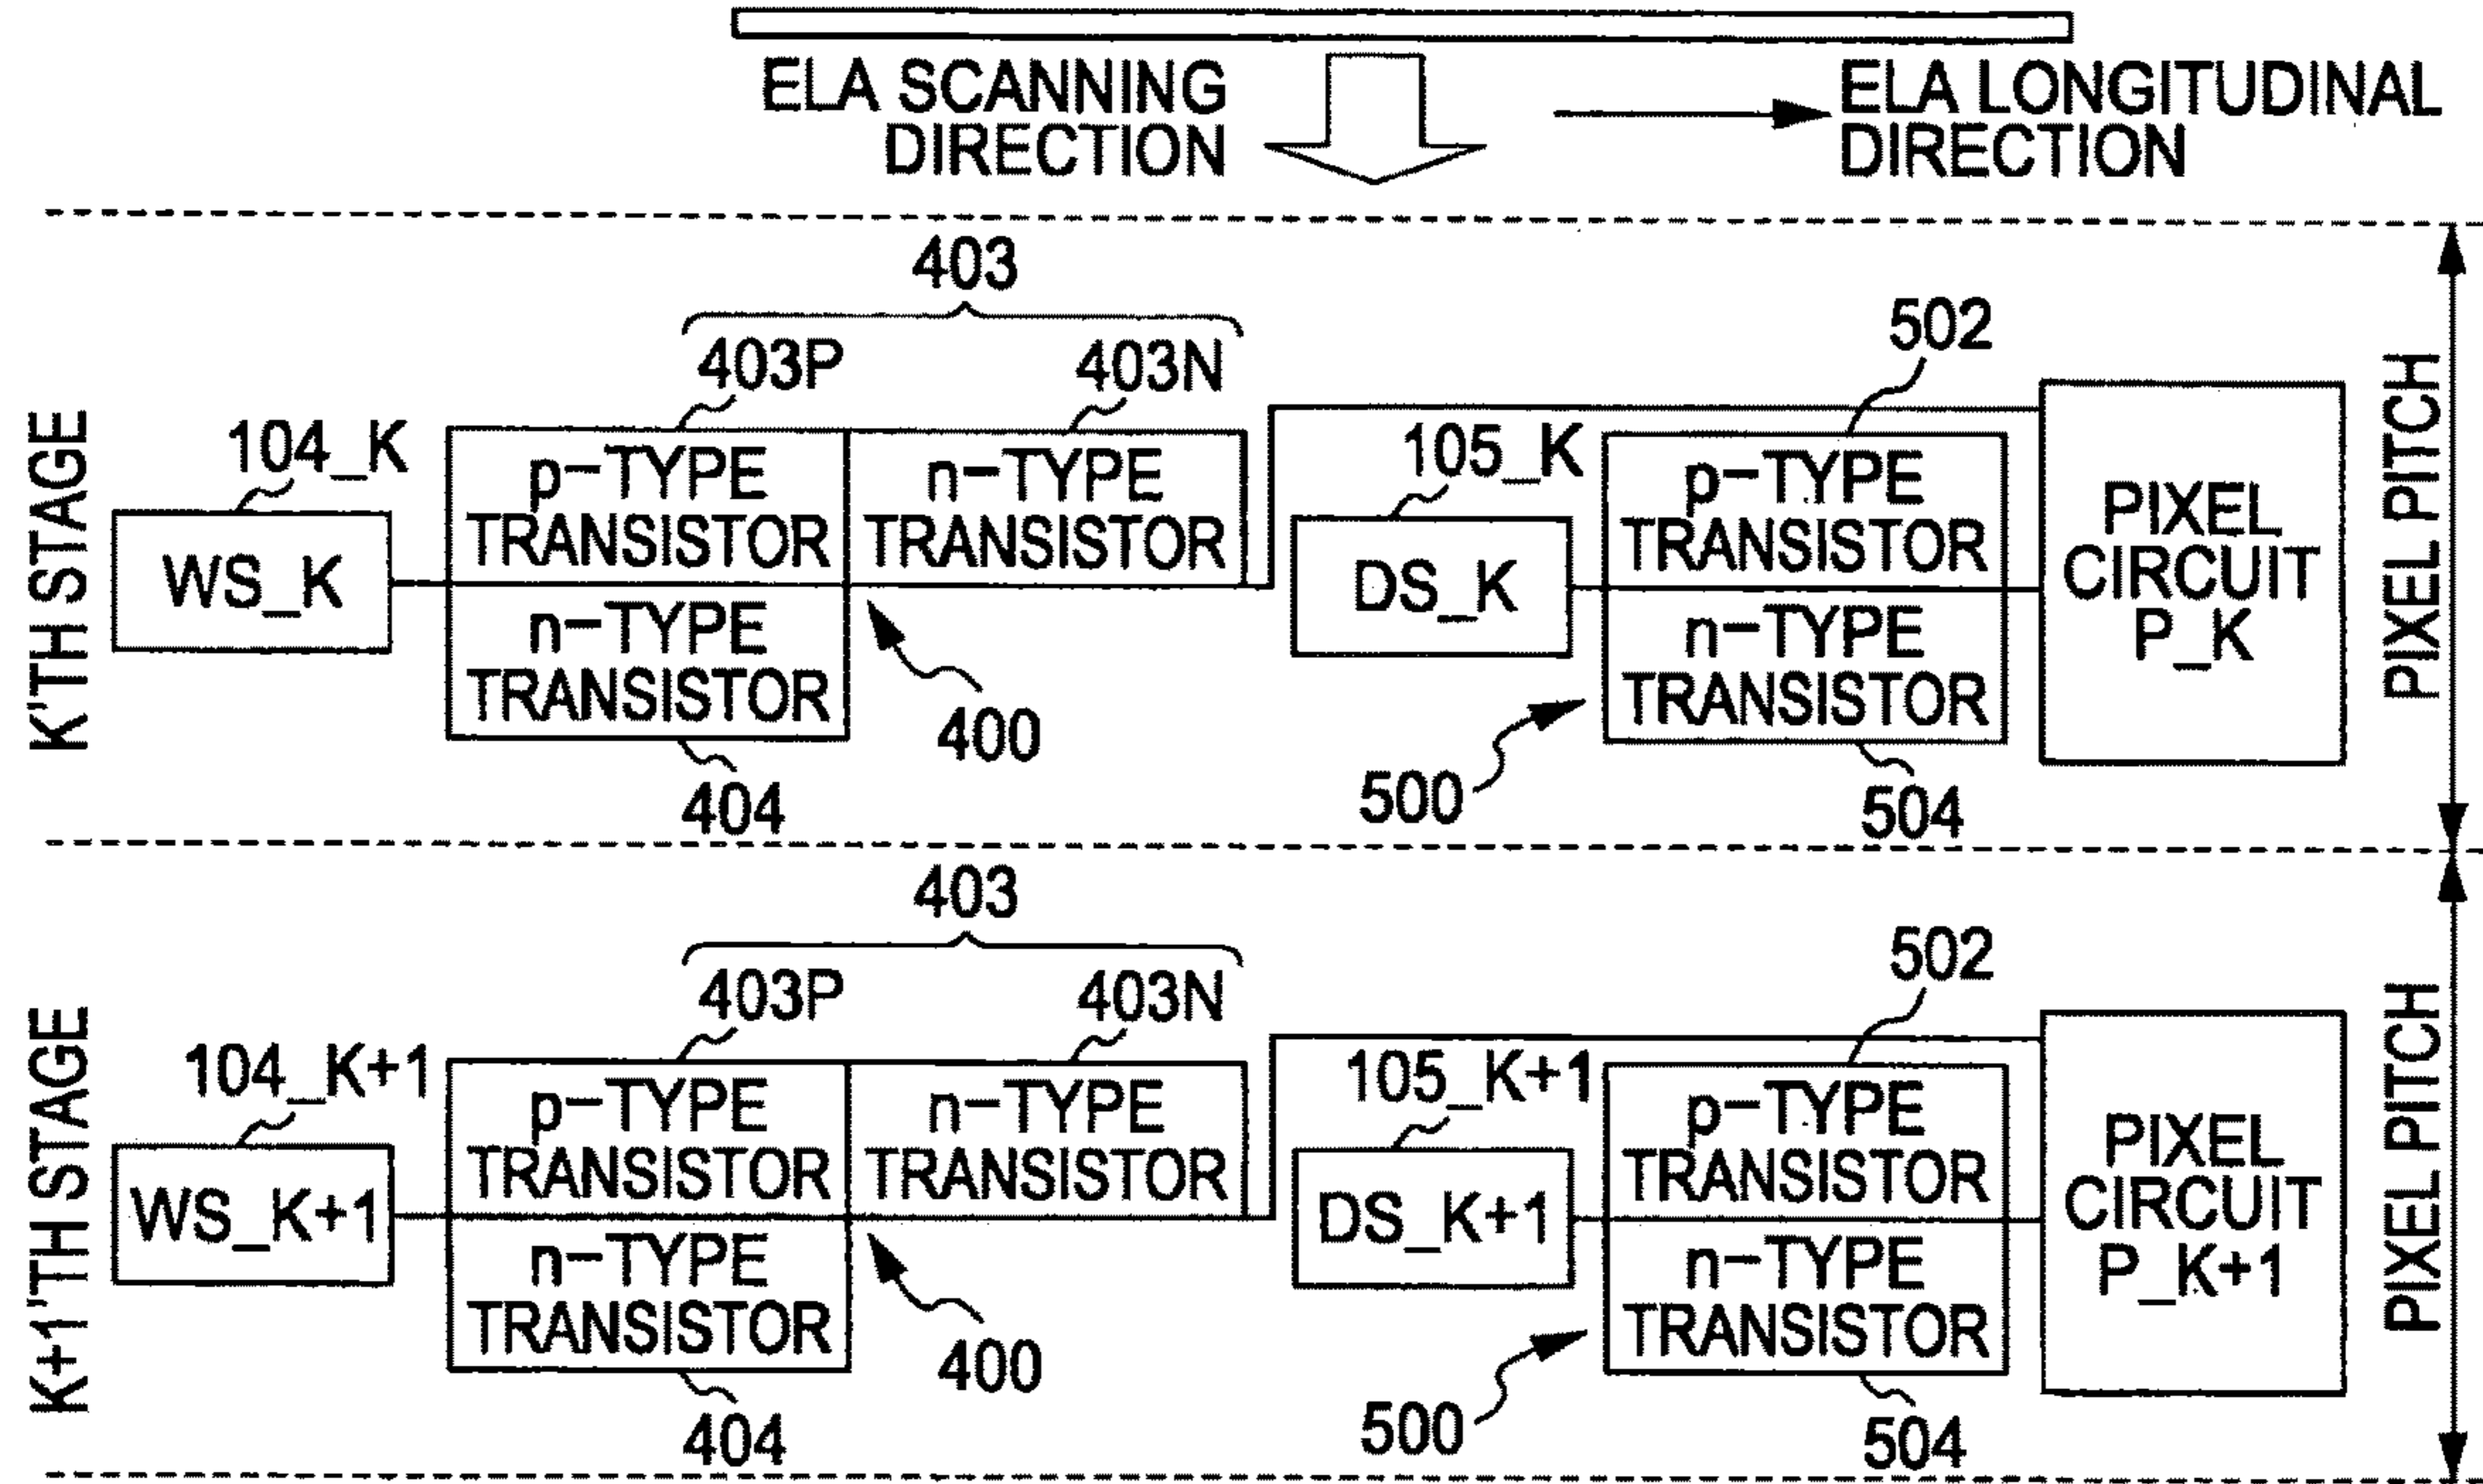 ELA SCANNING
DIRECTION
ELA LONGITUDINAL
DIRECTION
K'TH STAGE
403
403P
403N
502
104_K
105_K
WS_K
p-TYPE
TRANSISTOR
n-TYPE
TRANSISTOR
n-TYPE
TRANSISTOR
DS_K
p-TYPE
TRANSISTOR
n-TYPE
TRANSISTOR
PIXEL
CIRCUIT
P_K
PIXEL PITCH
400
500
404
504
K+1'TH STAGE
403
403P
403N
502
104_K+1
105_K+1
WS_K+1
p-TYPE
TRANSISTOR
n-TYPE
TRANSISTOR
n-TYPE
TRANSISTOR
DS_K+1
p-TYPE
TRANSISTOR
n-TYPE
TRANSISTOR
PIXEL
CIRCUIT
P_K+1
PIXEL PITCH
400
500
404
504